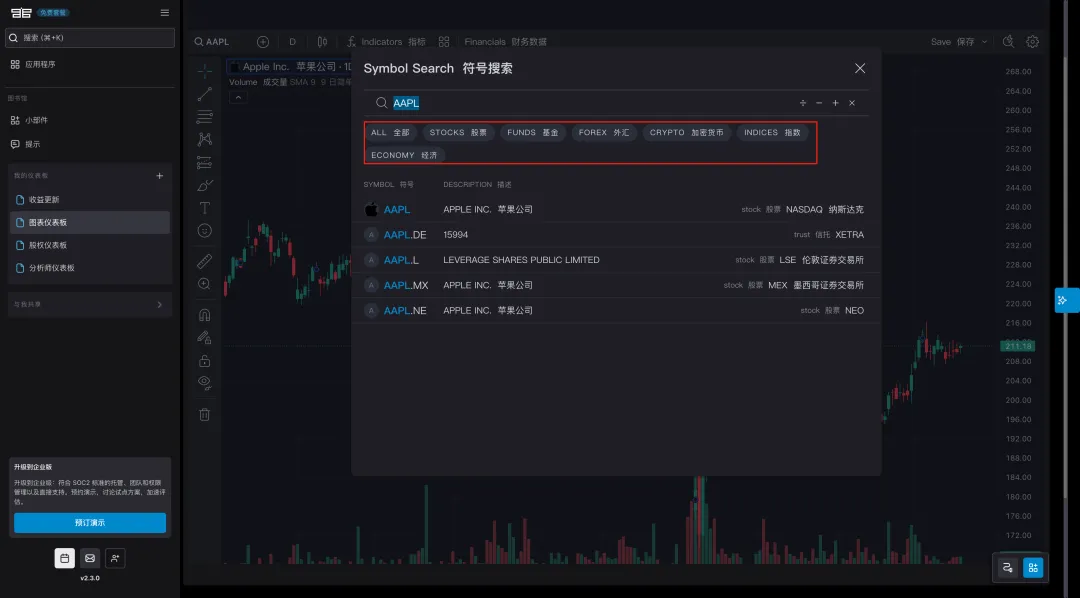 免费套餐
搜索 (⌘+K)
应用程序
图书馆
小部件
提示
我的仪表板
收益更新
图表仪表板
股权仪表板
分析师仪表板
与我共享
升级到企业版
升级到企业版：符合 SOC2 标准的托管、团队和权限
管理以及直接支持。预约演示，讨论试点方案，加速评
估。
预订演示
v2.3.0
AAPL
D
Indicators 指标
Financials 财务数据
Save 保存
Apple Inc. 苹果公司 · 1D
Volume 成交量 SMA 9
Symbol Search 符号搜索
AAPL
÷ − + ×
ALL 全部 STOCKS 股票 FUNDS 基金 FOREX 外汇 CRYPTO 加密货币 INDICES 指数
ECONOMY 经济
SYMBOL 符号 DESCRIPTION 描述
AAPL APPLE INC. 苹果公司 stock 股票 NASDAQ 纳斯达克
A AAPL.DE 15994 trust 信托 XETRA
A AAPL.L LEVERAGE SHARES PUBLIC LIMITED stock 股票 LSE 伦敦证券交易所
A AAPL.MX APPLE INC. 苹果公司 stock 股票 MEX 墨西哥证券交易所
A AAPL.NE APPLE INC. 苹果公司 stock 股票 NEO
268.00
264.00
260.00
256.00
252.00
248.00
244.00
240.00
236.00
232.00
228.00
224.00
220.00
216.00
211.18
208.00
204.00
200.00
196.00
192.00
188.00
184.00
180.00
176.00
172.00